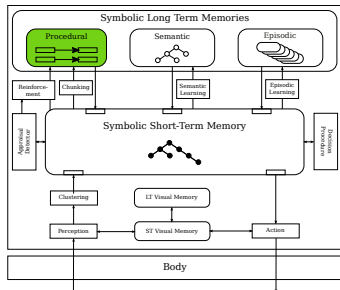 Symbolic Long Term Memories
Procedural
Semantic
Episodic
Reinforce-
ment
Chunking
Semantic
Learning
Episodic
Learning
Symbolic Short-Term Memory
Appraisal
Detector
Decision
Procedure
Clustering
LT Visual Memory
Perception
ST Visual Memory
Action
Body